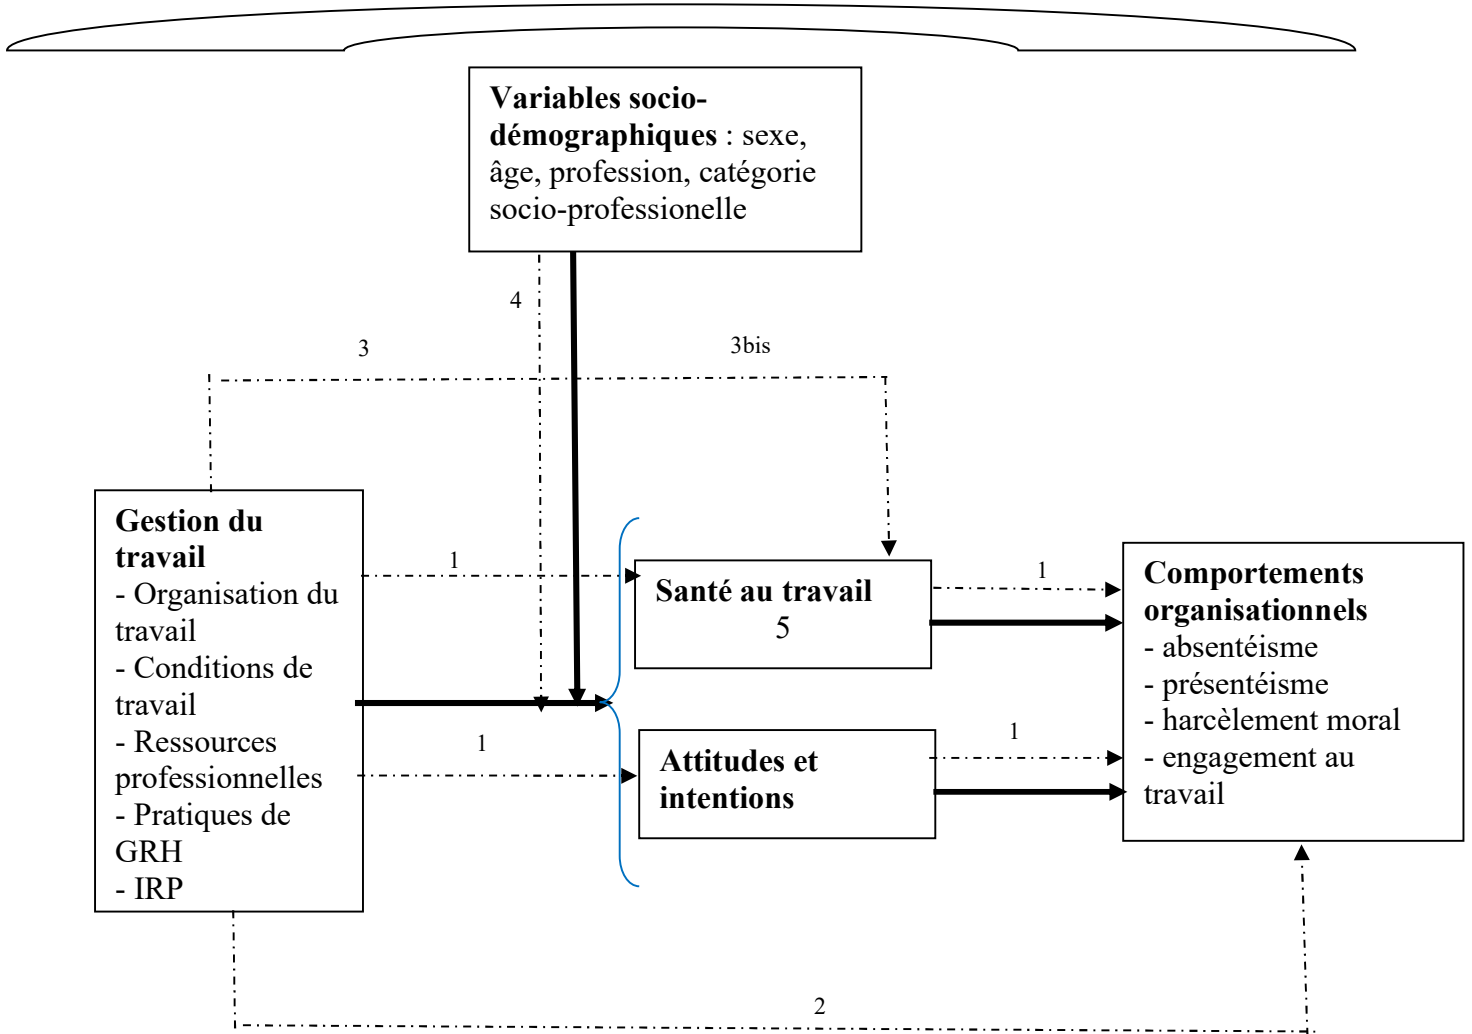 Variables socio-
démographiques : sexe,
âge, profession, catégorie
socio-professionelle
4
3
3bis
Gestion du
travail
- Organisation du
travail
- Conditions de
travail
- Ressources
professionnelles
- Pratiques de
GRH
- IRP
1
1
Santé au travail
5
Attitudes et
intentions
1
1
Comportements
organisationnels
- absentéisme
- présentéisme
- harcèlement moral
- engagement au
travail
2